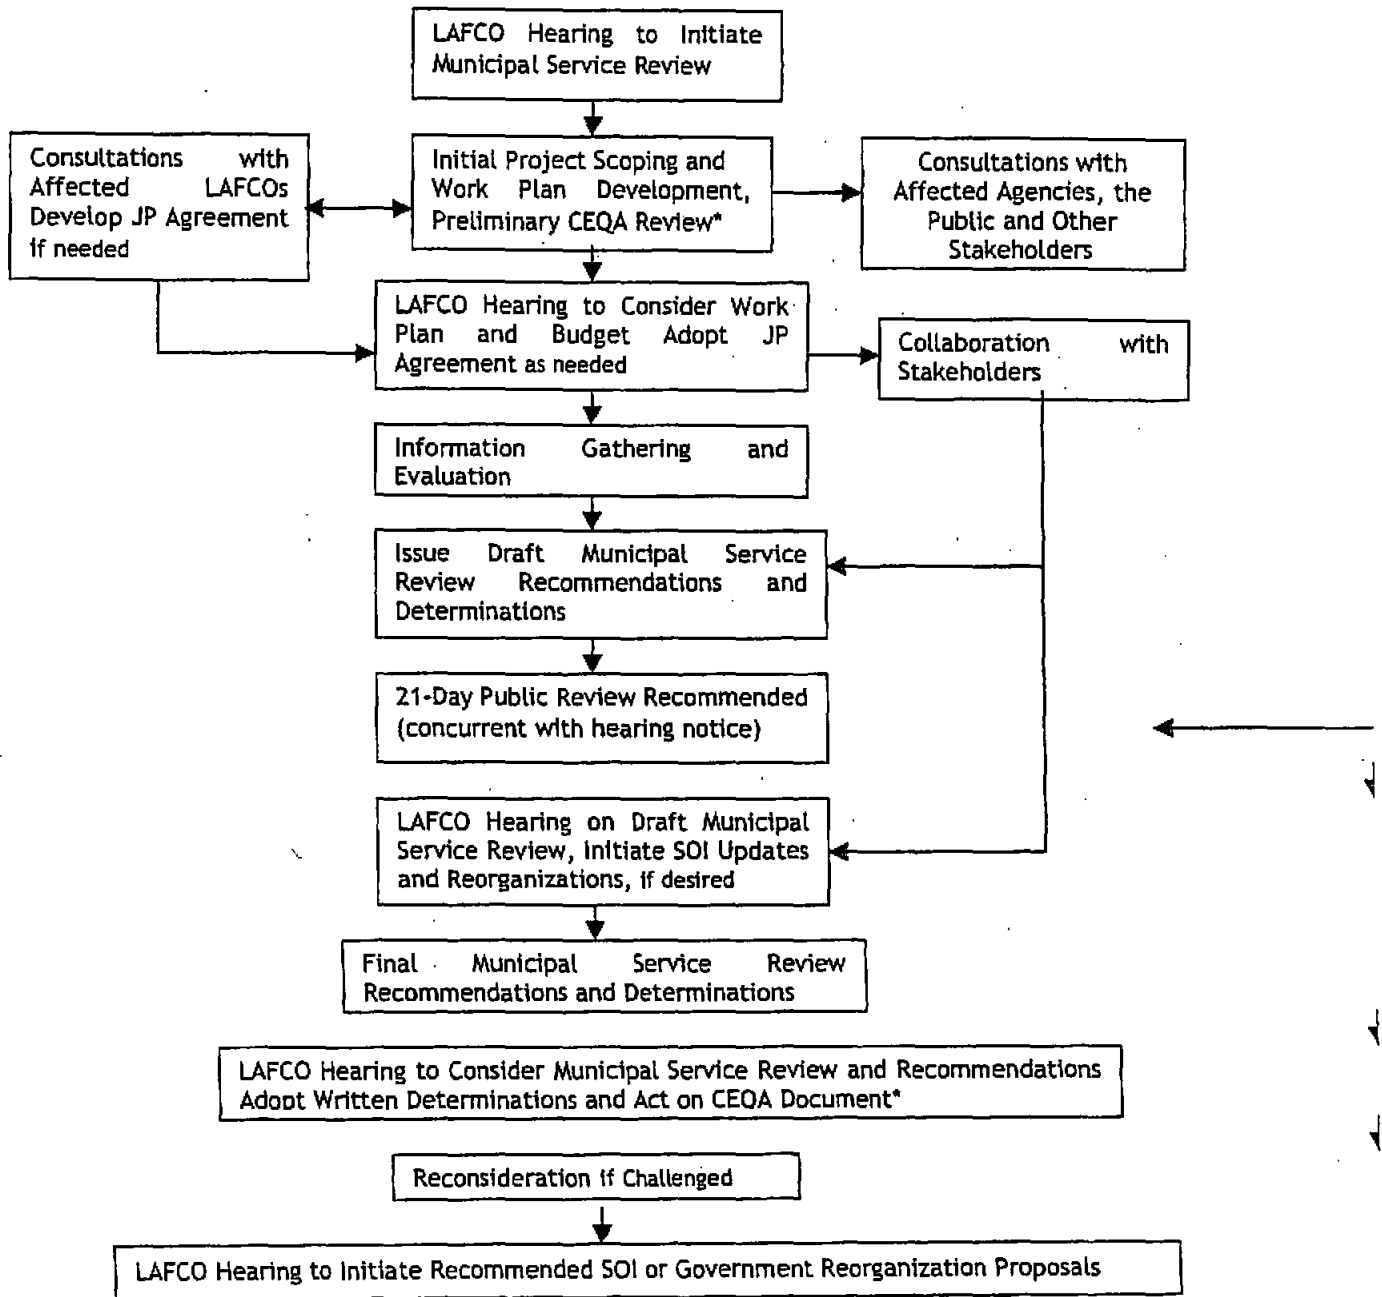 LAFCO Hearing to Initiate
Municipal Service Review
Consultations with
Affected LAFCOs
Develop JP Agreement
if needed
Initial Project Scoping and
Work Plan Development,
Preliminary CEQA Review*
Consultations with
Affected Agencies, the
Public and Other
Stakeholders
LAFCO Hearing to Consider Work
Plan and Budget Adopt JP
Agreement as needed
Collaboration with
Stakeholders
Information Gathering and
Evaluation
Issue Draft Municipal Service
Review Recommendations and
Determinations
21-Day Public Review Recommended
(concurrent with hearing notice)
LAFCO Hearing on Draft Municipal
Service Review, Initiate SOI Updates
and Reorganizations, if desired
Final Municipal Service Review
Recommendations and Determinations
LAFCO Hearing to Consider Municipal Service Review and Recommendations
Adopt Written Determinations and Act on CEQA Document*
Reconsideration if Challenged
LAFCO Hearing to Initiate Recommended SOI or Government Reorganization Proposals